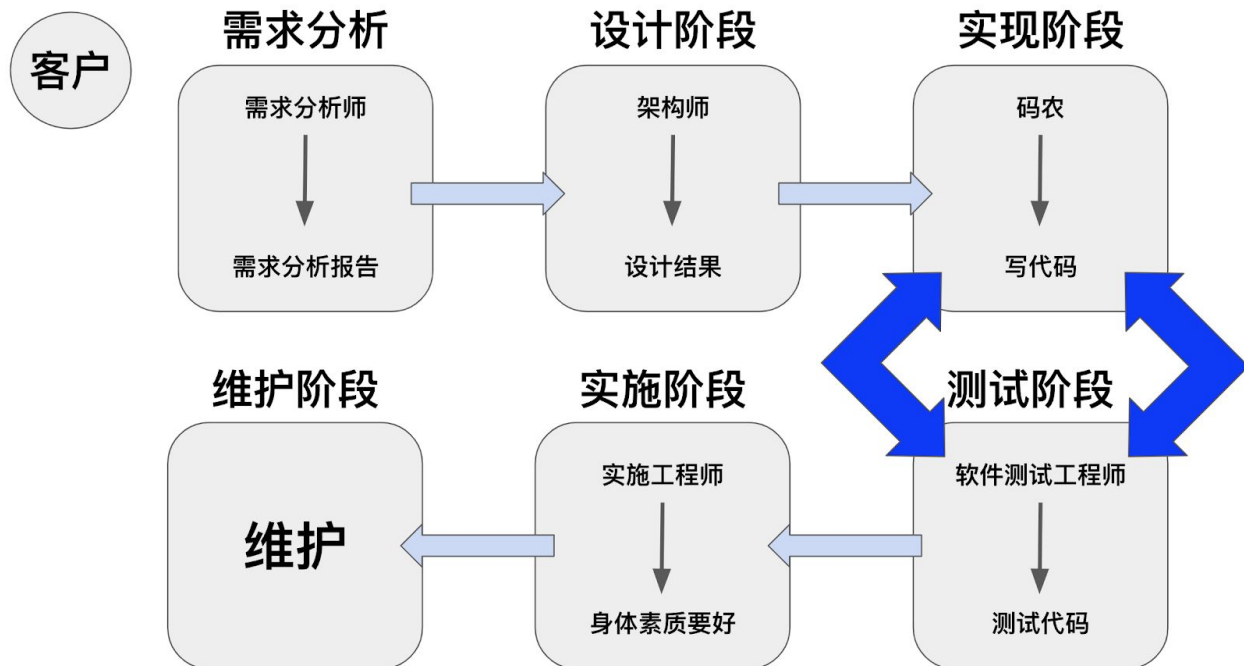 客户
需求分析
设计阶段
实现阶段
需求分析师
架构师
码农
需求分析报告
设计结果
写代码
维护阶段
实施阶段
测试阶段
维护
实施工程师
软件测试工程师
身体素质要好
测试代码